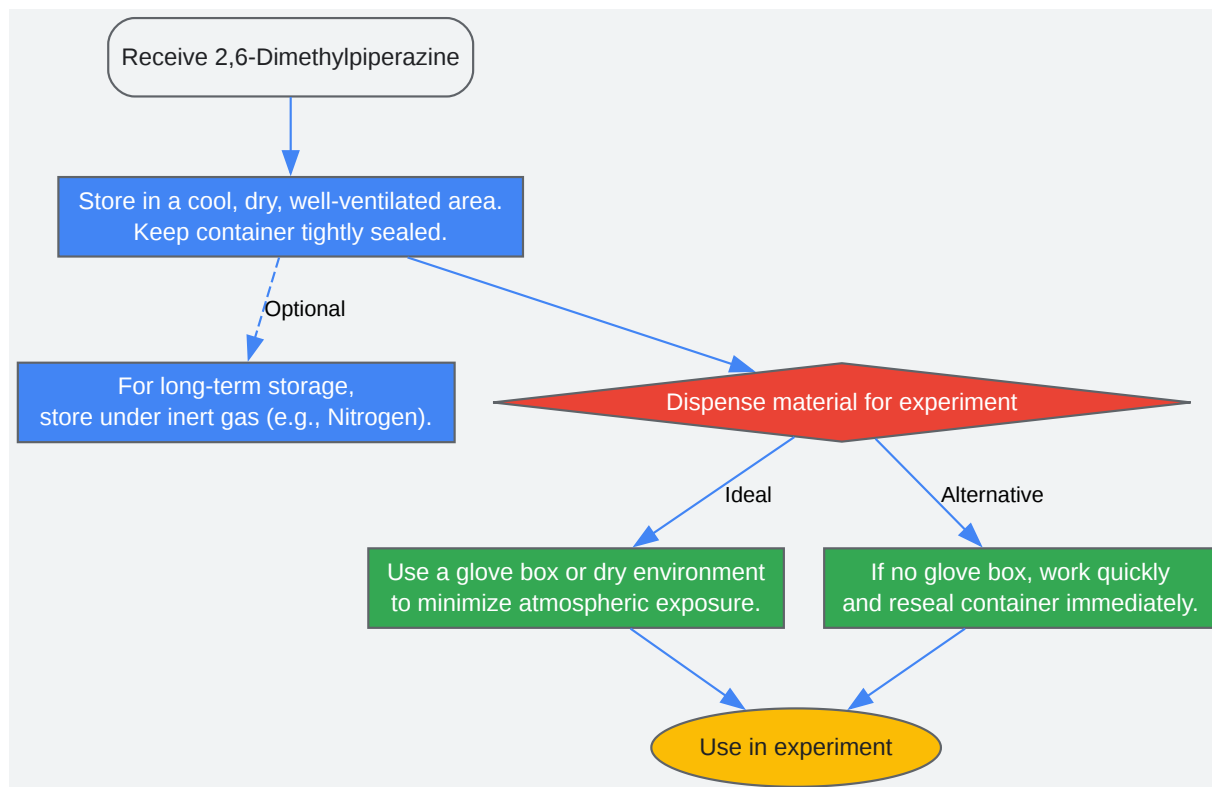 Receive 2,6-Dimethylpiperazine
Store in a cool, dry, well-ventilated area.
Keep container tightly sealed.
Optional
For long-term storage,
store under inert gas (e.g., Nitrogen).
Dispense material for experiment
Ideal
Alternative
Use a glove box or dry environment
to minimize atmospheric exposure.
If no glove box, work quickly
and reseal container immediately.
Use in experiment